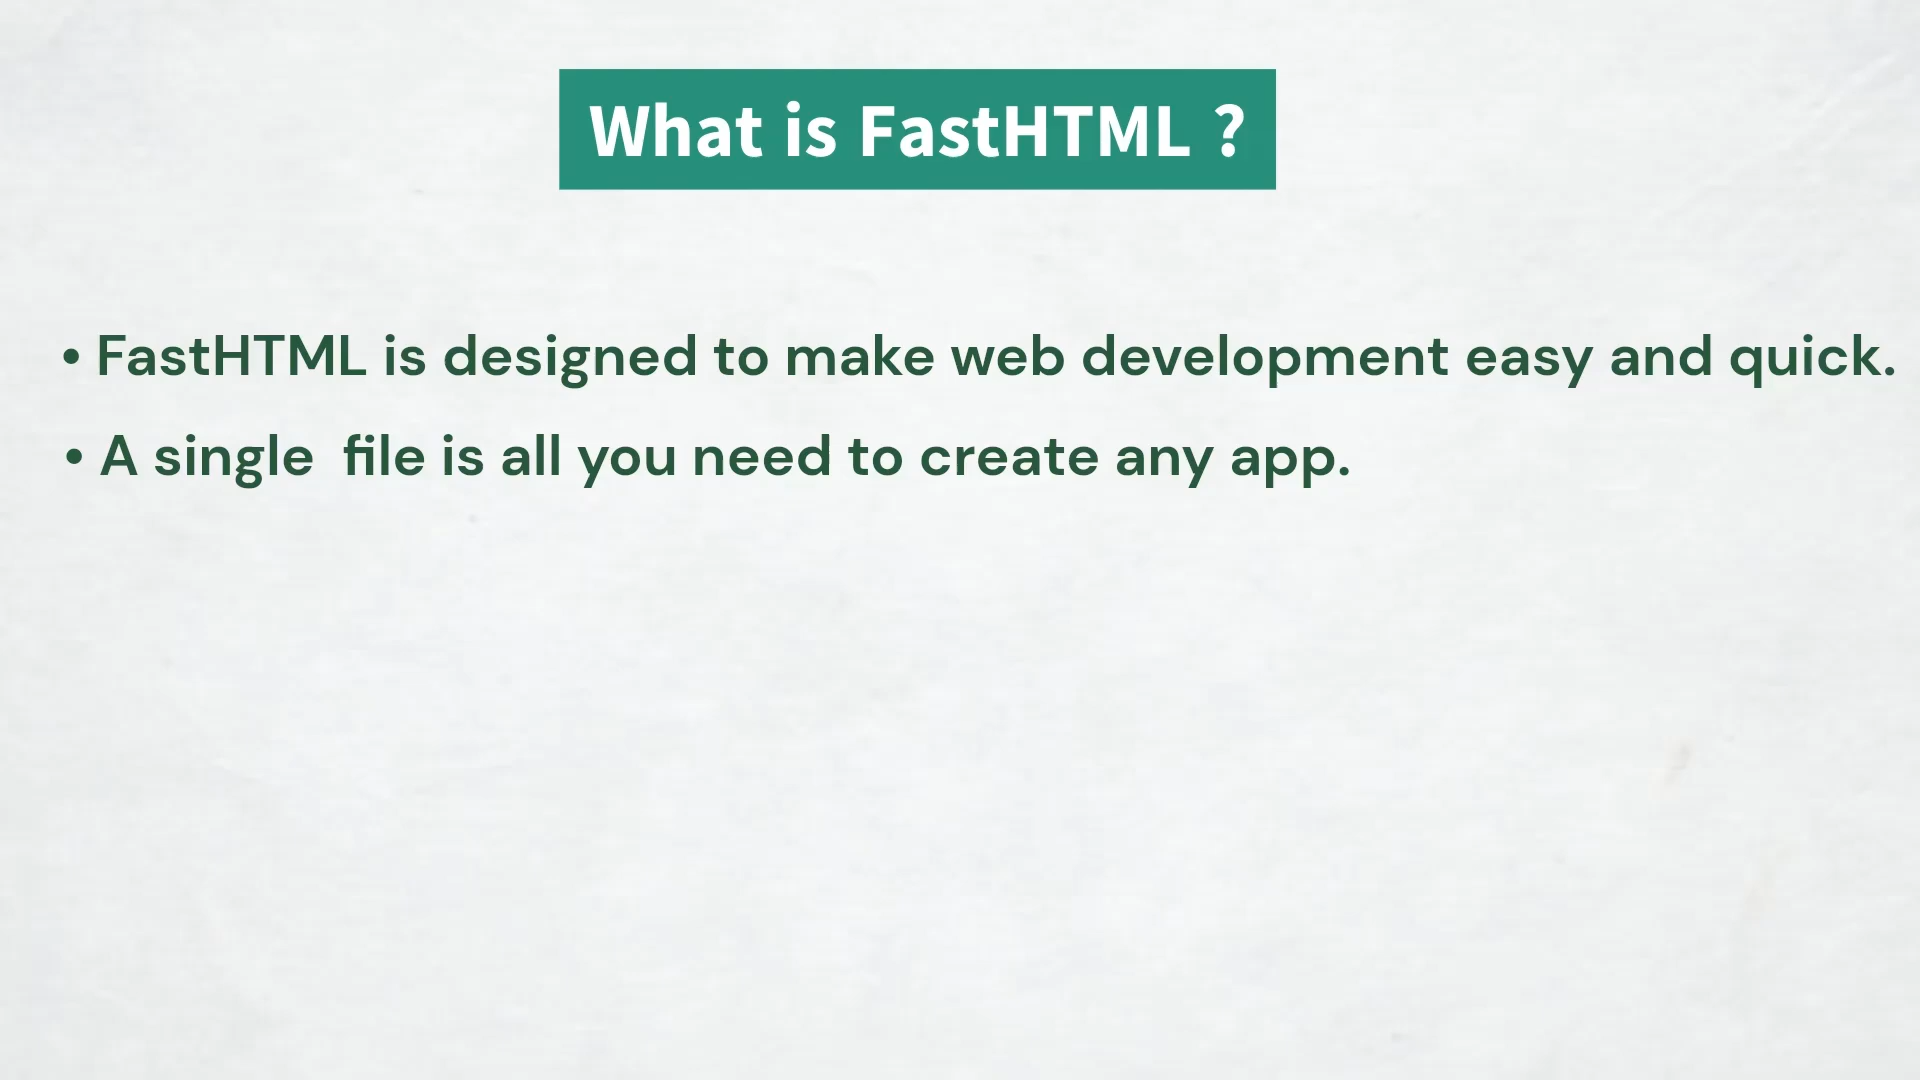 What is FastHTML ?
• FastHTML is designed to make web development easy and quick.
• A single  file is all you need to create any app.